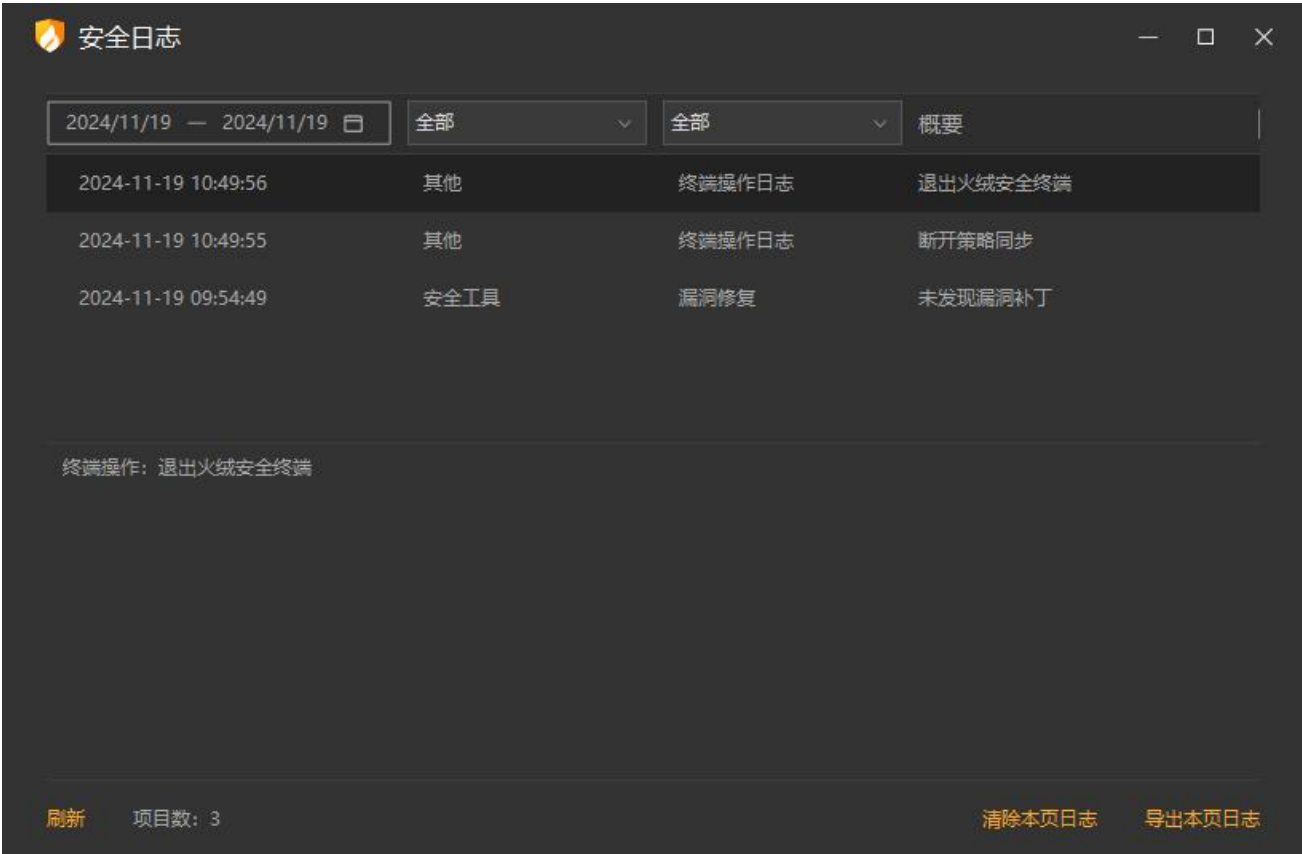 安全日志
2024/11/19 — 2024/11/19 全部 全部 概要
2024-11-19 10:49:56 其他 终端操作日志 退出火绒安全终端
2024-11-19 10:49:55 其他 终端操作日志 断开策略同步
2024-11-19 09:54:49 安全工具 漏洞修复 未发现漏洞补丁
终端操作：退出火绒安全终端
刷新 项目数：3 清除本页日志 导出本页日志